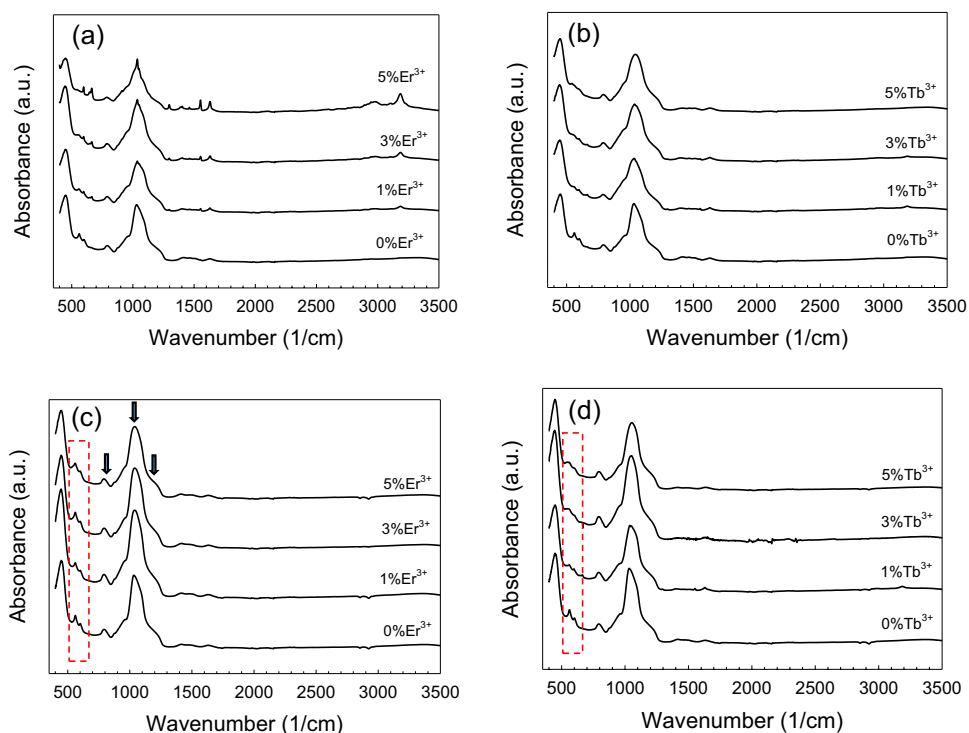 (a)
5%Er³⁺
3%Er³⁺
1%Er³⁺
0%Er³⁺
Absorbance (a.u.)
500 1000 1500 2000 2500 3000 3500
Wavenumber (1/cm)
(b)
5%Tb³⁺
3%Tb³⁺
1%Tb³⁺
0%Tb³⁺
Absorbance (a.u.)
500 1000 1500 2000 2500 3000 3500
Wavenumber (1/cm)
(c)
5%Er³⁺
3%Er³⁺
1%Er³⁺
0%Er³⁺
Absorbance (a.u.)
500 1000 1500 2000 2500 3000 3500
Wavenumber (1/cm)
(d)
5%Tb³⁺
3%Tb³⁺
1%Tb³⁺
0%Tb³⁺
Absorbance (a.u.)
500 1000 1500 2000 2500 3000 3500
Wavenumber (1/cm)